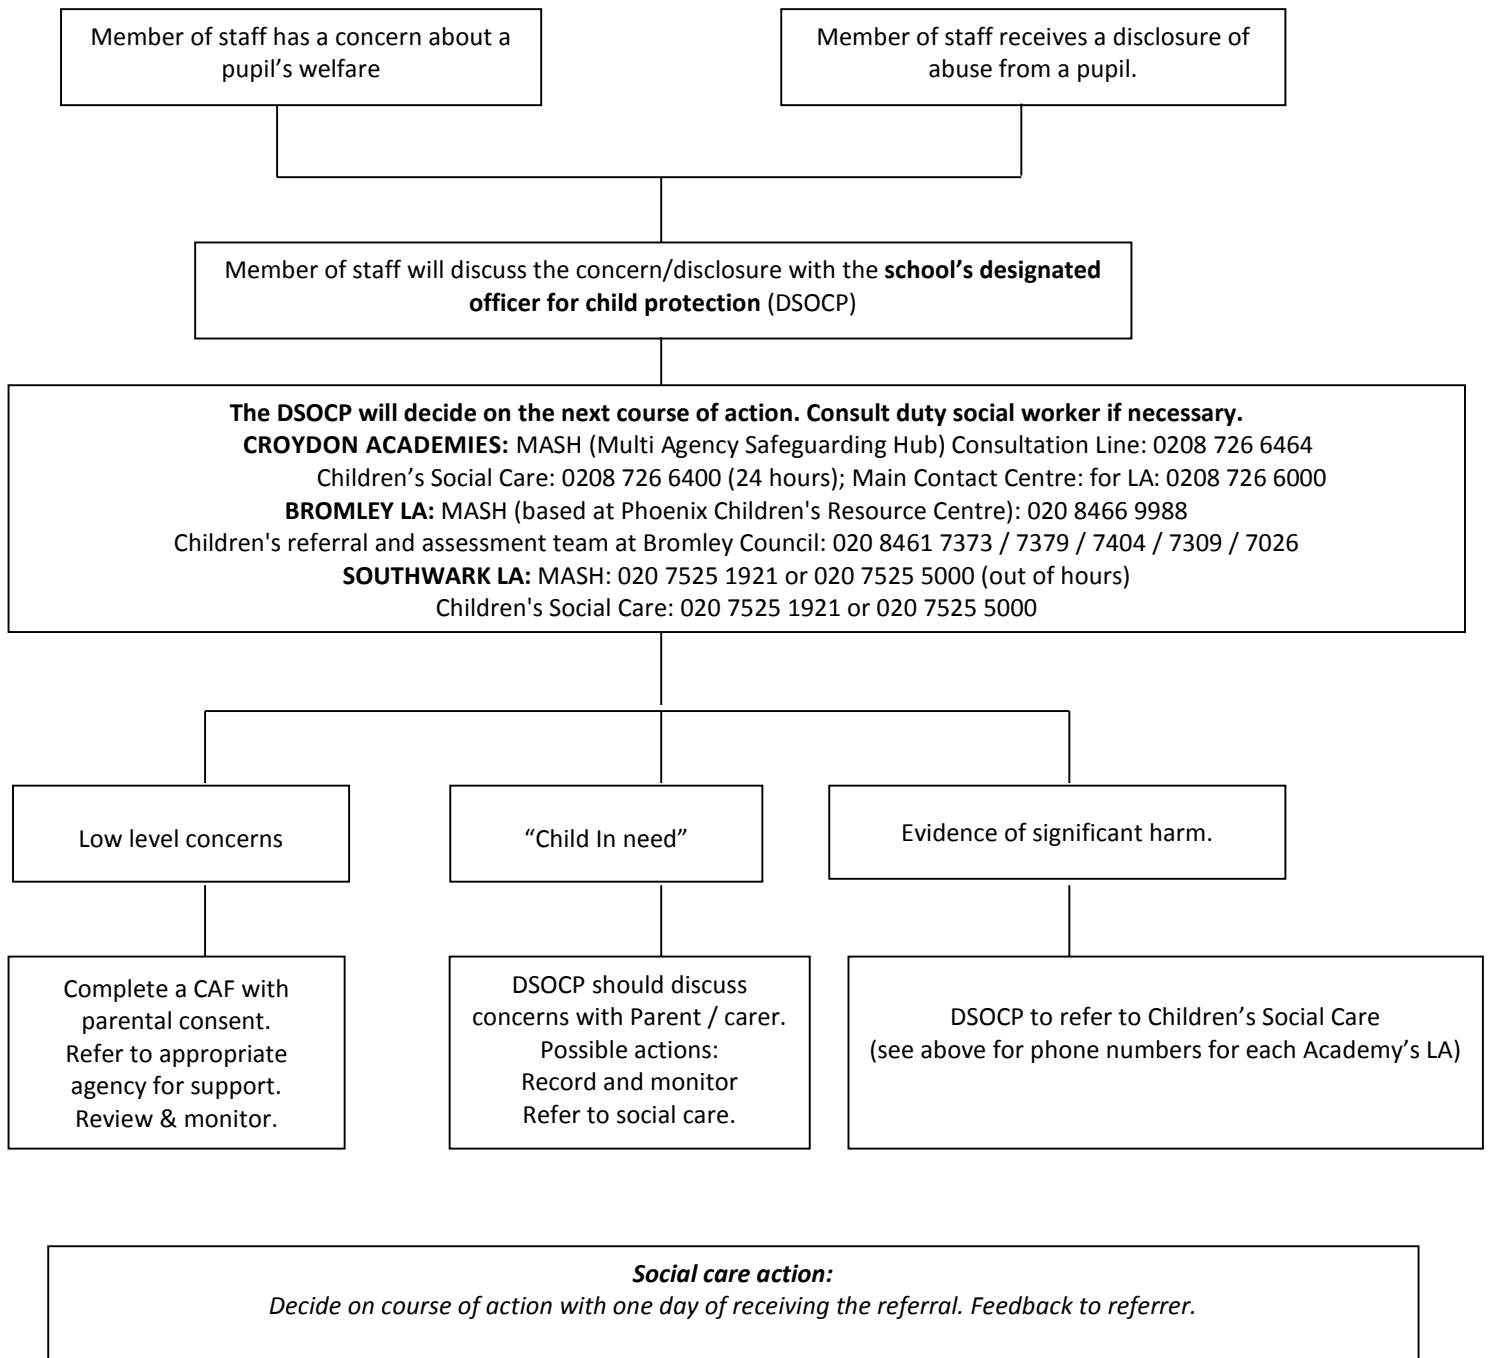 Member of staff has a concern about a
pupil’s welfare
Member of staff receives a disclosure of
abuse from a pupil.
Member of staff will discuss the concern/disclosure with the school’s designated
officer for child protection (DSOCP)
The DSOCP will decide on the next course of action. Consult duty social worker if necessary.
CROYDON ACADEMIES: MASH (Multi Agency Safeguarding Hub) Consultation Line: 0208 726 6464
Children’s Social Care: 0208 726 6400 (24 hours); Main Contact Centre: for LA: 0208 726 6000
BROMLEY LA: MASH (based at Phoenix Children's Resource Centre): 020 8466 9988
Children's referral and assessment team at Bromley Council: 020 8461 7373 / 7379 / 7404 / 7309 / 7026
SOUTHWARK LA: MASH: 020 7525 1921 or 020 7525 5000 (out of hours)
Children's Social Care: 020 7525 1921 or 020 7525 5000
Low level concerns
“Child In need”
Evidence of significant harm.
Complete a CAF with
parental consent.
Refer to appropriate
agency for support.
Review & monitor.
DSOCP should discuss
concerns with Parent / carer.
Possible actions:
Record and monitor
Refer to social care.
DSOCP to refer to Children’s Social Care
(see above for phone numbers for each Academy’s LA)
Social care action:
Decide on course of action with one day of receiving the referral. Feedback to referrer.